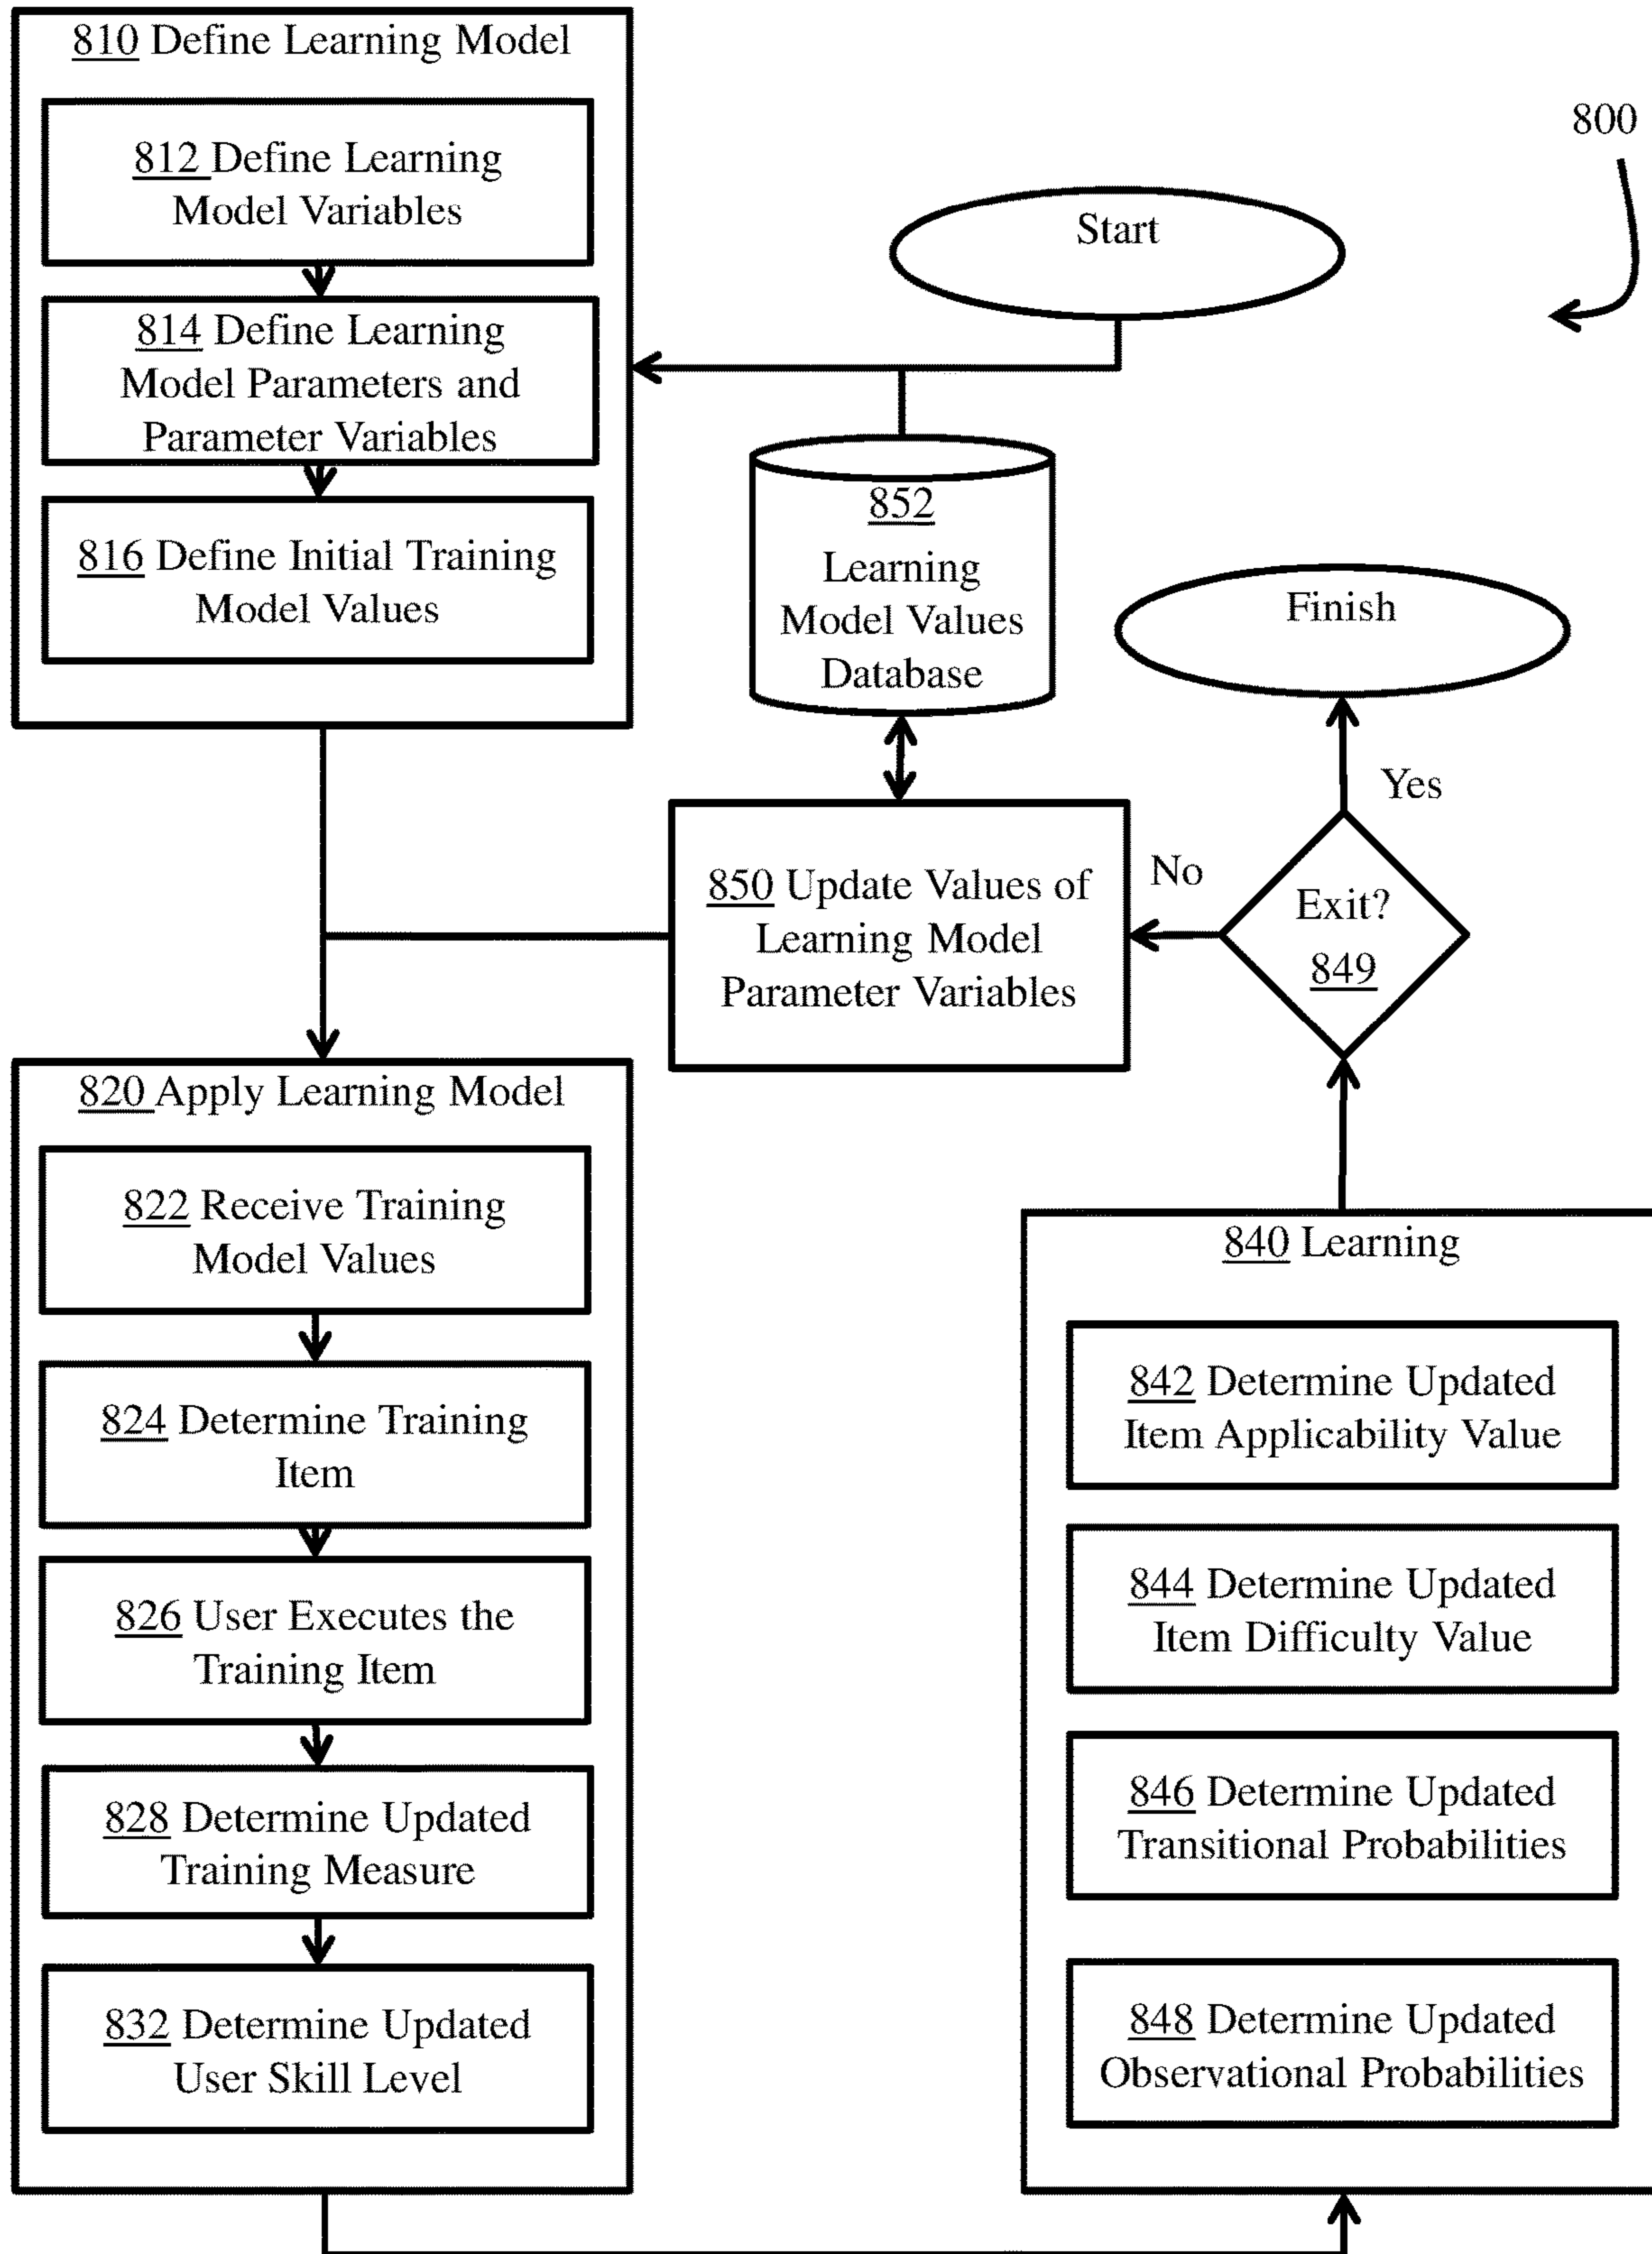 810 Define Learning Model
812 Define Learning
Model Variables
814 Define Learning
Model Parameters and
Parameter Variables
816 Define Initial Training
Model Values
800
Start
852
Learning
Model Values
Database
Finish
Yes
No
Exit?
849
850 Update Values of
Learning Model
Parameter Variables
820 Apply Learning Model
822 Receive Training
Model Values
824 Determine Training
Item
826 User Executes the
Training Item
828 Determine Updated
Training Measure
832 Determine Updated
User Skill Level
840 Learning
842 Determine Updated
Item Applicability Value
844 Determine Updated
Item Difficulty Value
846 Determine Updated
Transitional Probabilities
848 Determine Updated
Observational Probabilities